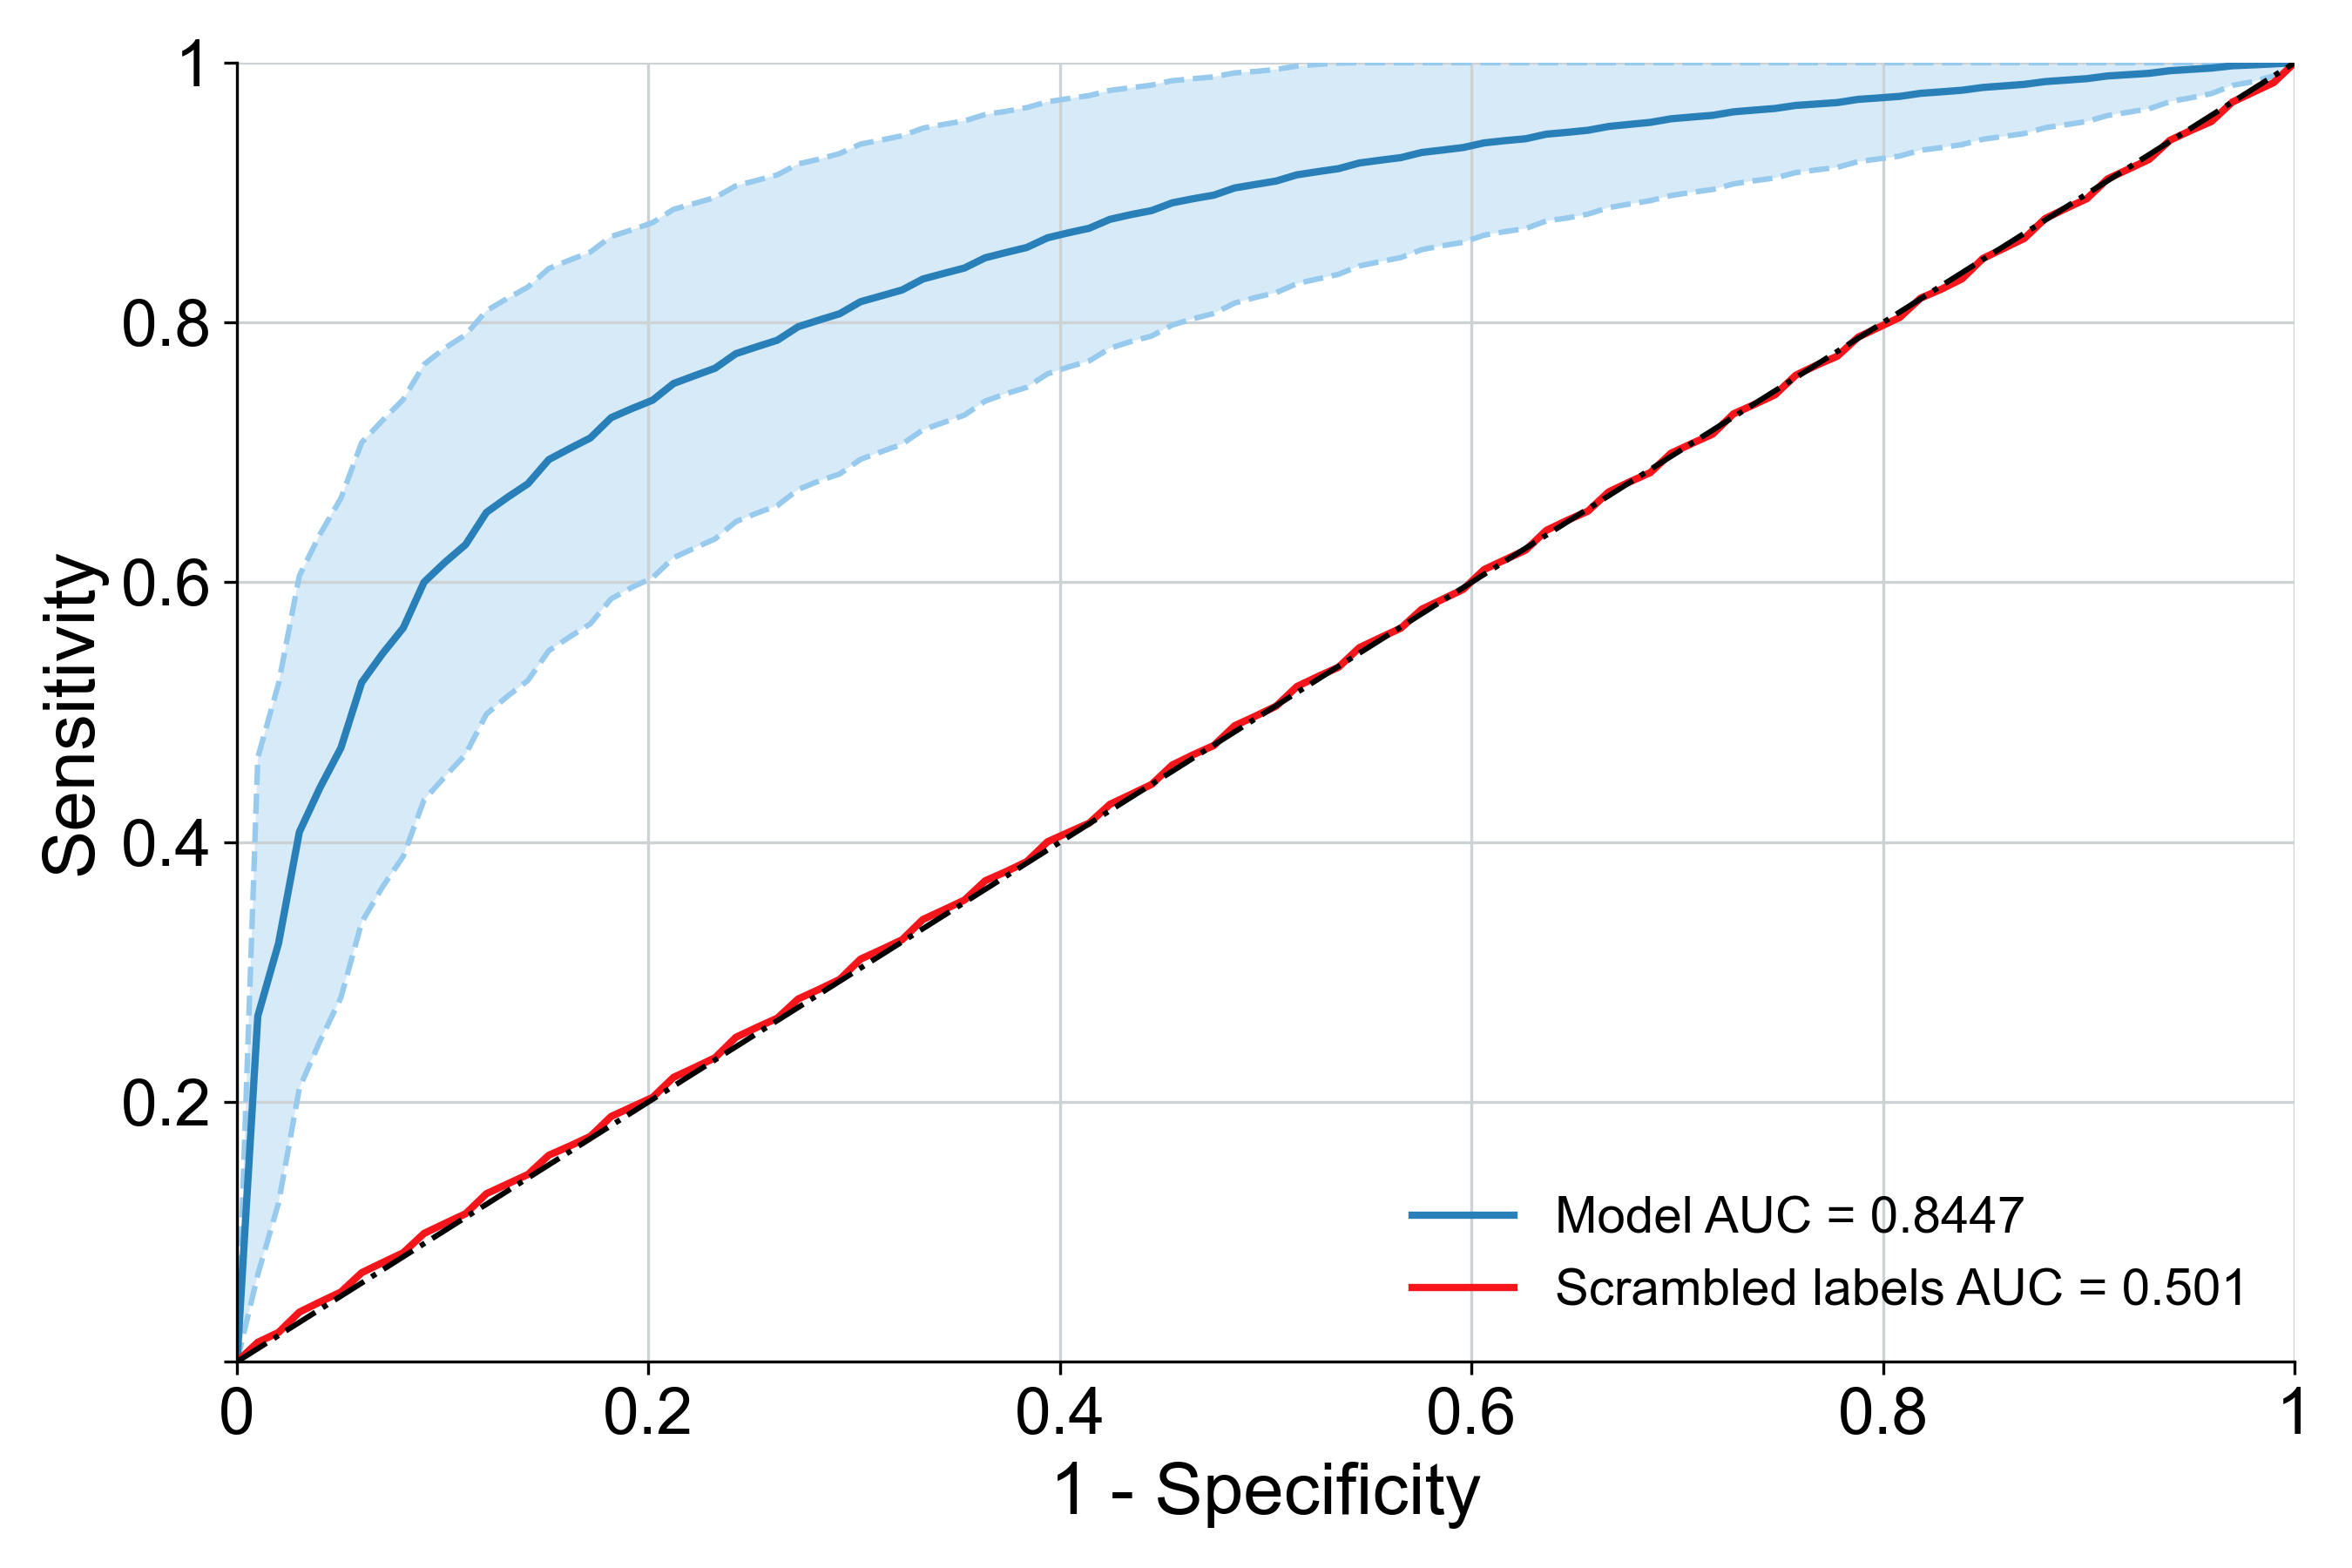 1
0.8
0.6
0.4
0.2
Sensitivity
Model AUC = 0.8447
Scrambled labels AUC = 0.501
0 0.2 0.4 0.6 0.8 1
1 - Specificity